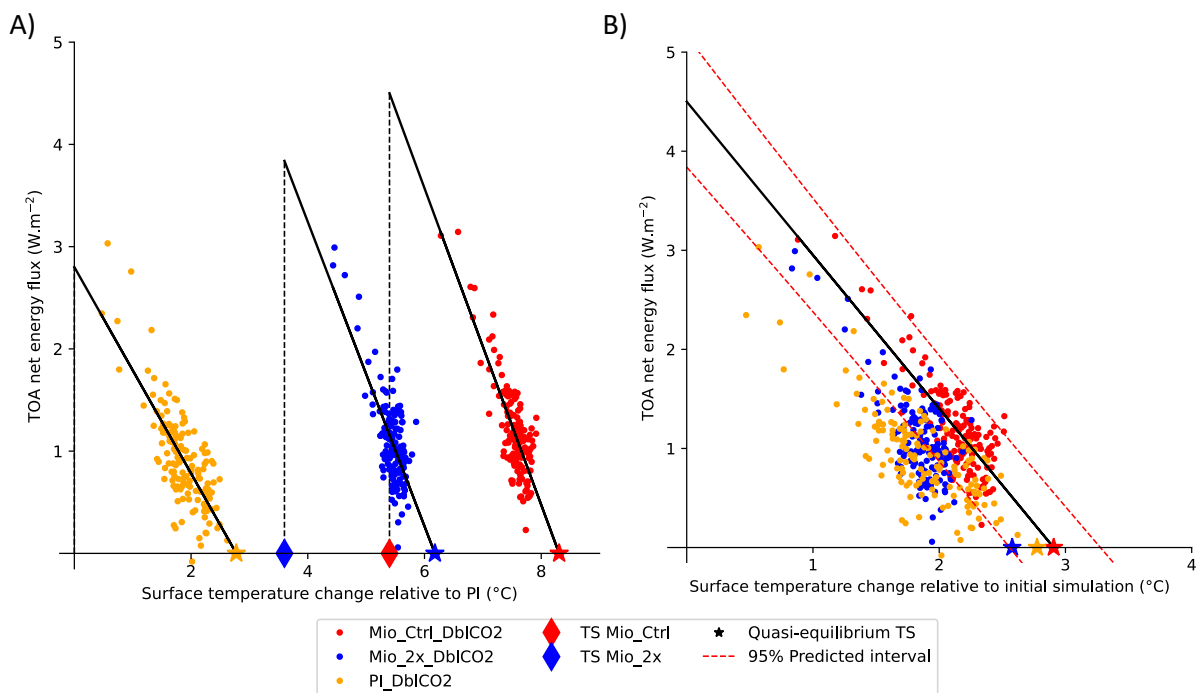 A)
B)
5
4
3
2
1
2
4
6
8
TOA net energy flux (W.m⁻²)
Surface temperature change relative to PI (°C)
5
4
3
2
1
1
2
3
4
TOA net energy flux (W.m⁻²)
Surface temperature change relative to initial simulation (°C)
Mio_Ctrl_DblCO2
Mio_2x_DblCO2
PI_DblCO2
TS Mio_Ctrl
TS Mio_2x
Quasi-equilibrium TS
95% Predicted interval